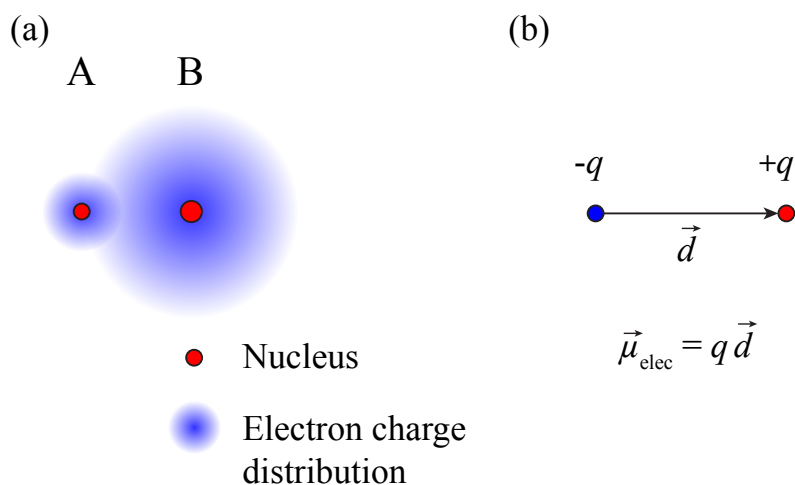 (a)
A B
Nucleus
Electron charge
distribution
(b)
-q +q
d⃗
μ⃗elec = q d⃗